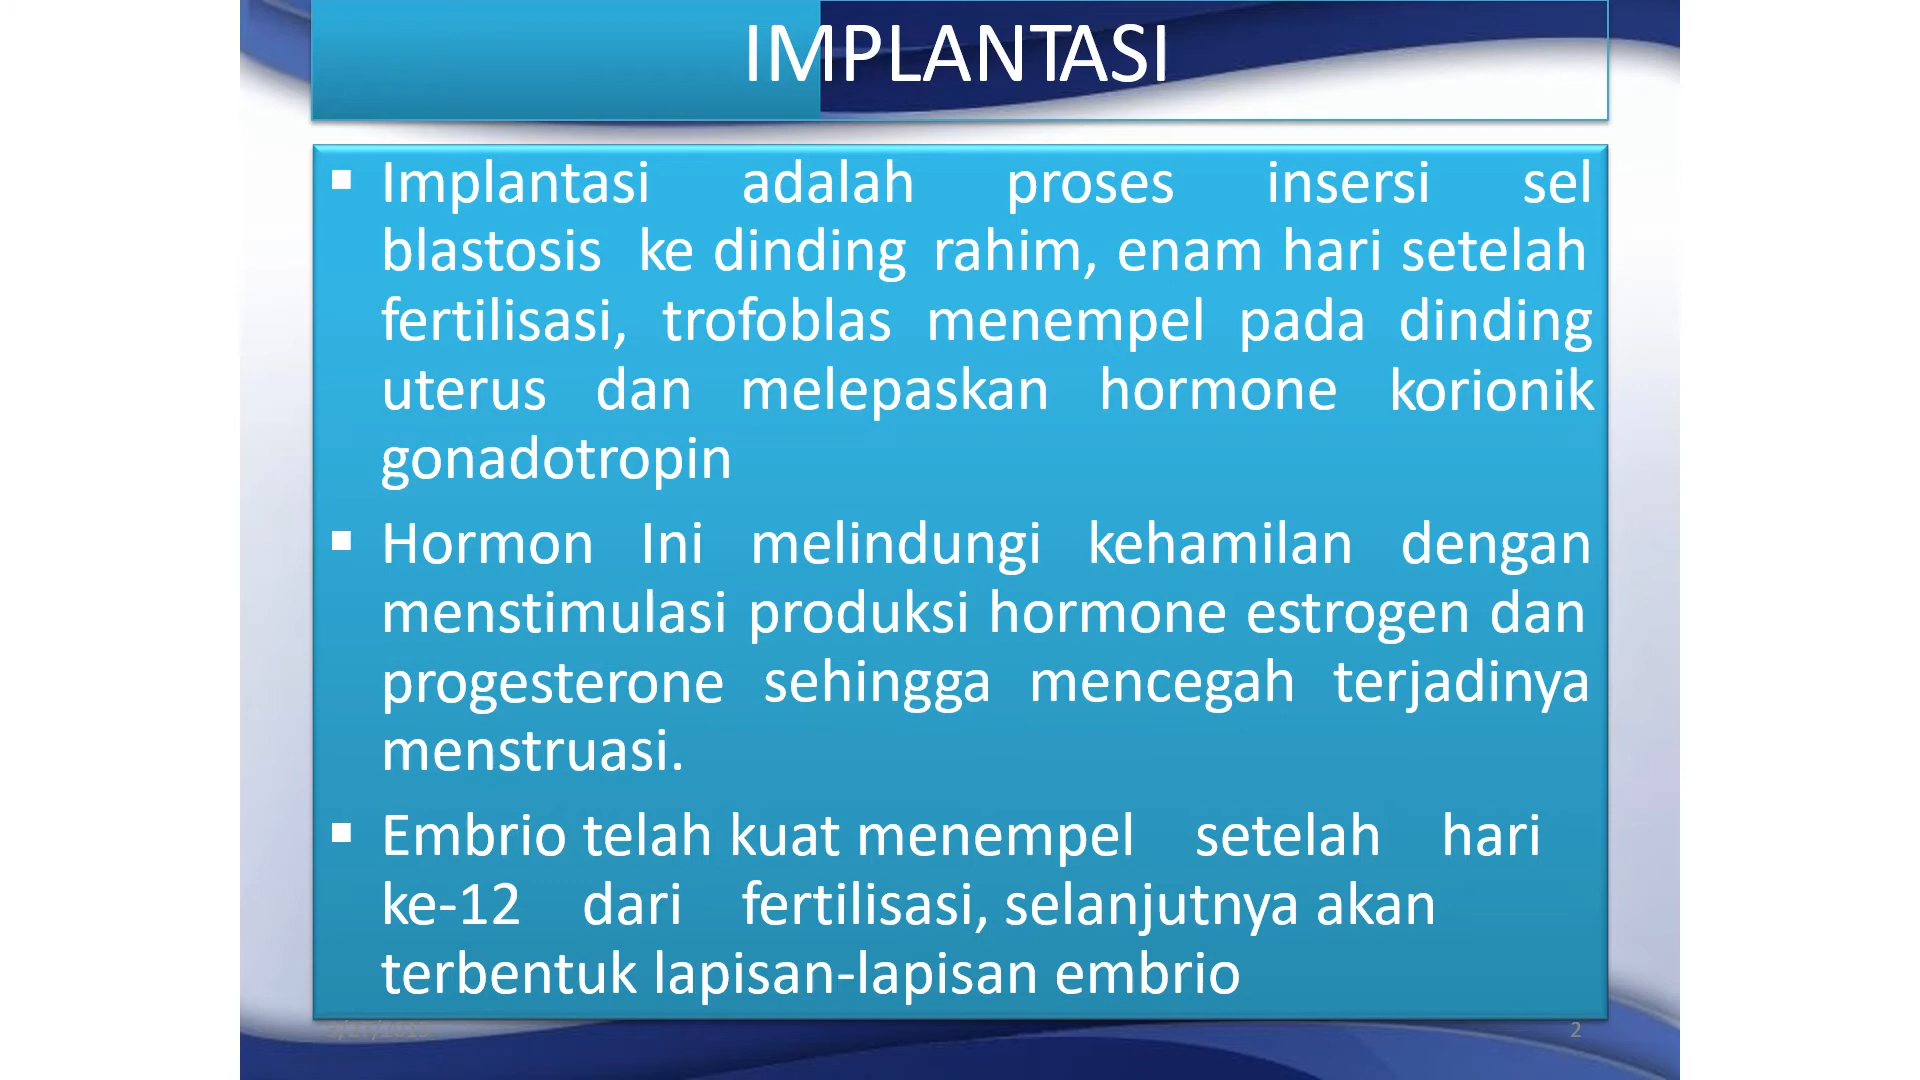 IMPLANTASI
▪ Implantasi adalah proses insersi sel
blastosis ke dinding rahim, enam hari setelah
fertilisasi, trofoblas menempel pada dinding
uterus dan melepaskan hormone korionik
gonadotropin
▪ Hormon Ini melindungi kehamilan dengan
menstimulasi produksi hormone estrogen dan
progesterone sehingga mencegah terjadinya
menstruasi.
▪ Embrio telah kuat menempel setelah hari
ke-12 dari fertilisasi, selanjutnya akan
terbentuk lapisan-lapisan embrio
2